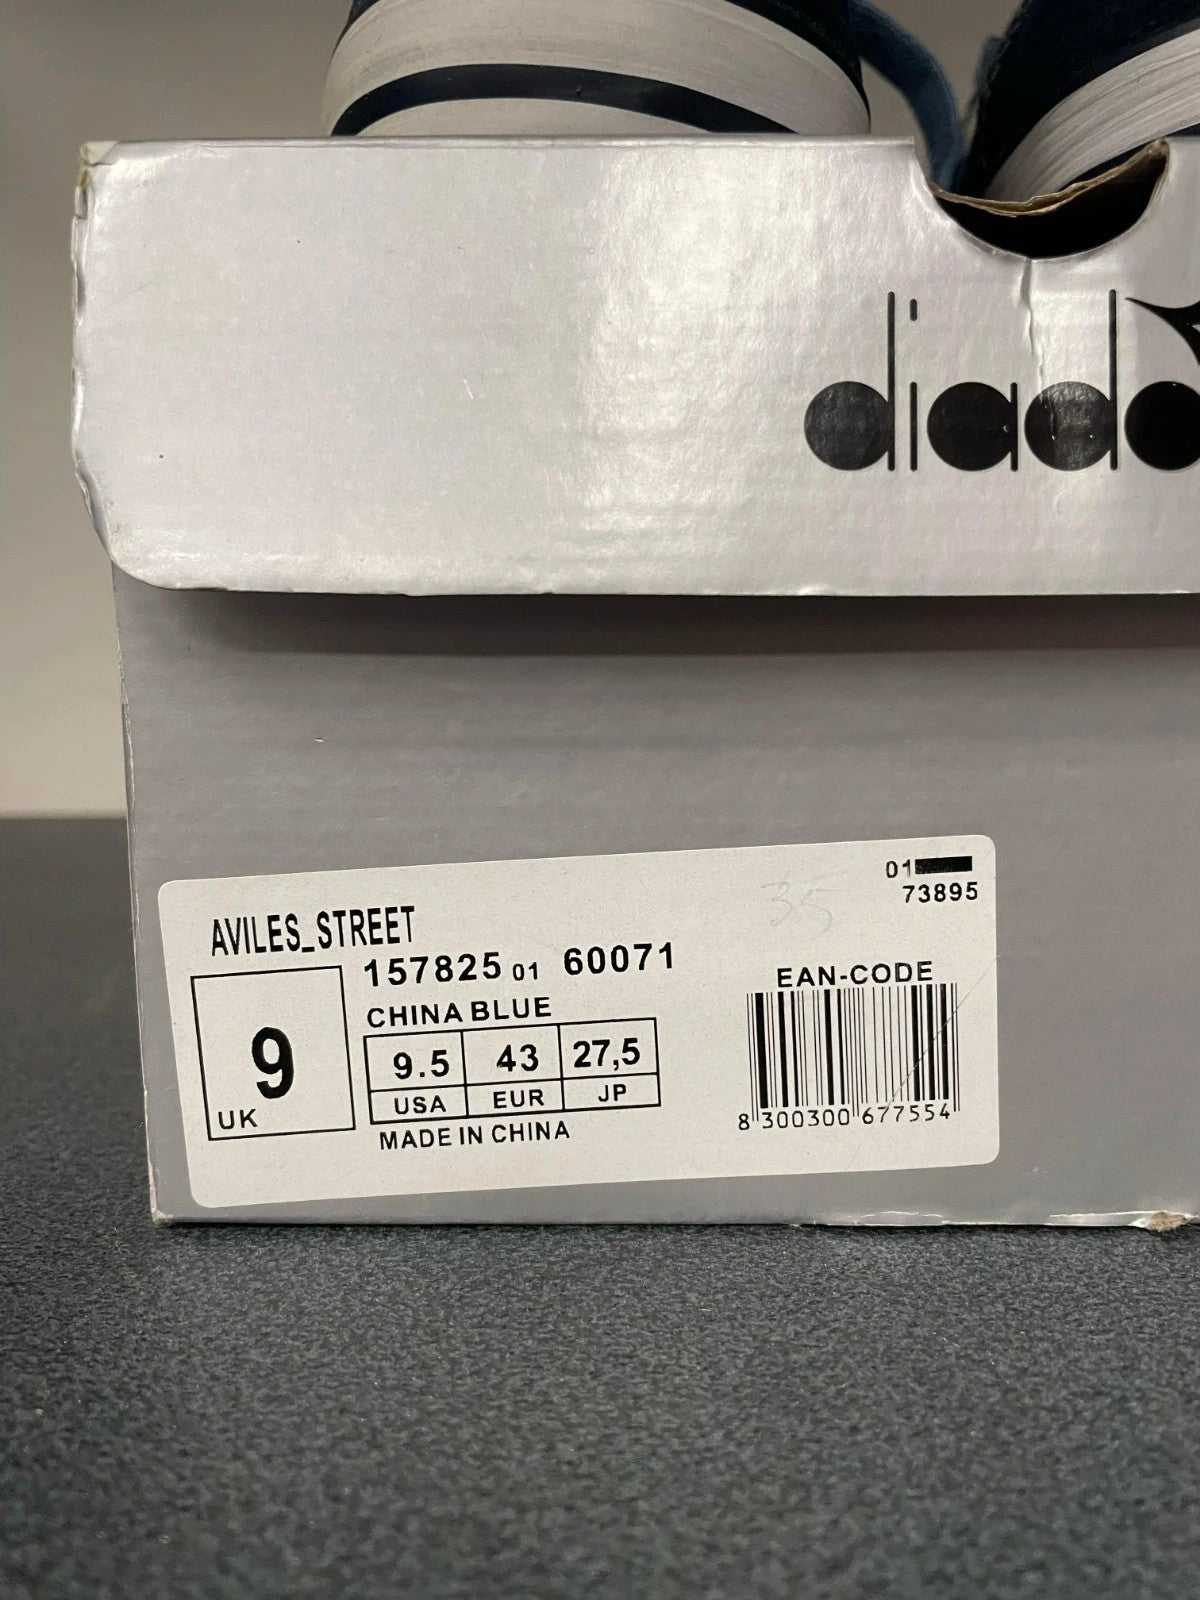 diado
01
73895
AVILES_STREET
157825 01 60071
CHINA BLUE
9
UK
9.5 43 27,5
USA EUR JP
MADE IN CHINA
35
EAN-CODE
8 300300 677554